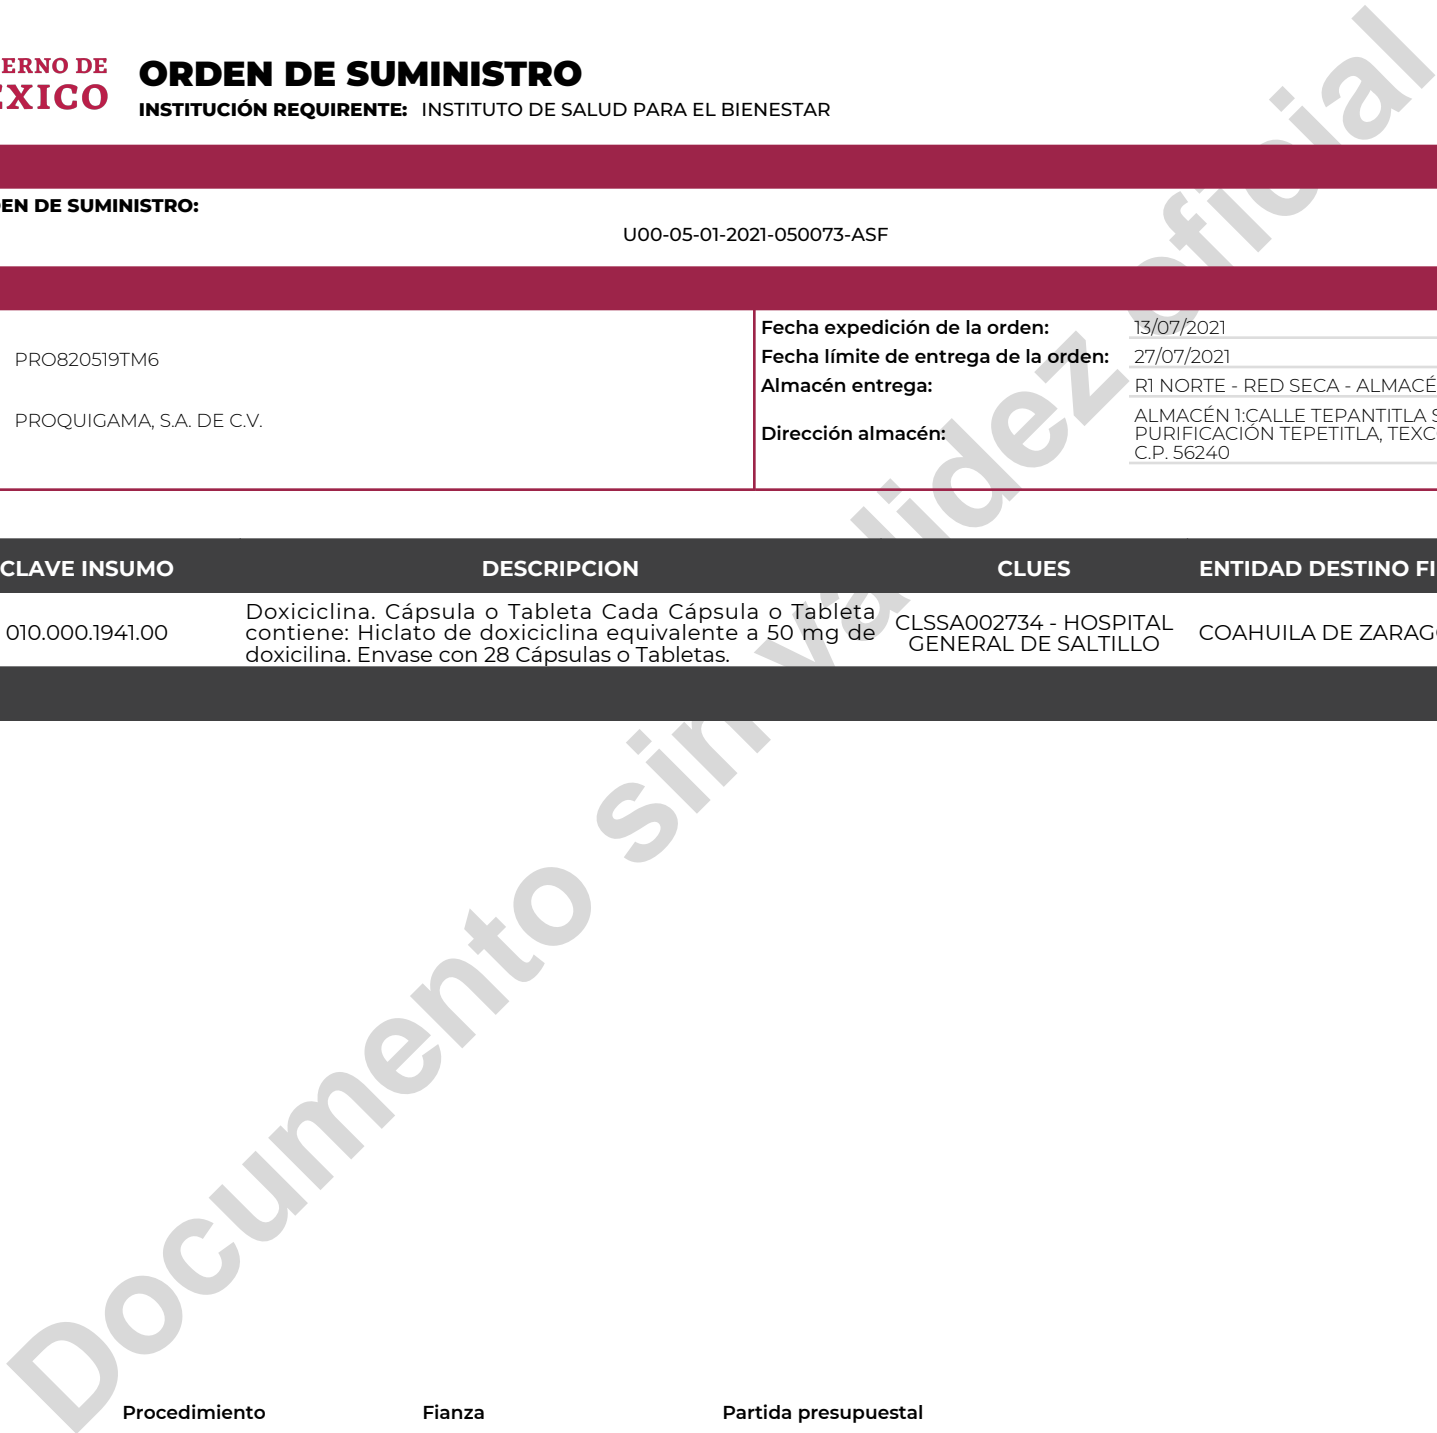 ERNO DE
ÉXICO
ORDEN DE SUMINISTRO
INSTITUCIÓN REQUIRENTE: INSTITUTO DE SALUD PARA EL BIENESTAR
EN DE SUMINISTRO:
U00-05-01-2021-050073-ASF
PRO820519TM6
PROQUIGAMA, S.A. DE C.V.
Fecha expedición de la orden: 13/07/2021
Fecha límite de entrega de la orden: 27/07/2021
Almacén entrega: R1 NORTE - RED SECA - ALMACÉ
Dirección almacén: ALMACÉN 1:CALLE TEPANTITLA S
PURIFICACIÓN TEPETITLA, TEXC
C.P. 56240
CLAVE INSUMO DESCRIPCION CLUES ENTIDAD DESTINO FI
010.000.1941.00
Doxiciclina. Cápsula o Tableta Cada Cápsula o Tableta
contiene: Hiclato de doxiciclina equivalente a 50 mg de
doxicilina. Envase con 28 Cápsulas o Tabletas.
CLSSA002734 - HOSPITAL
GENERAL DE SALTILLO
COAHUILA DE ZARAG
Documento sin validez oficial
Procedimiento Fianza Partida presupuestal